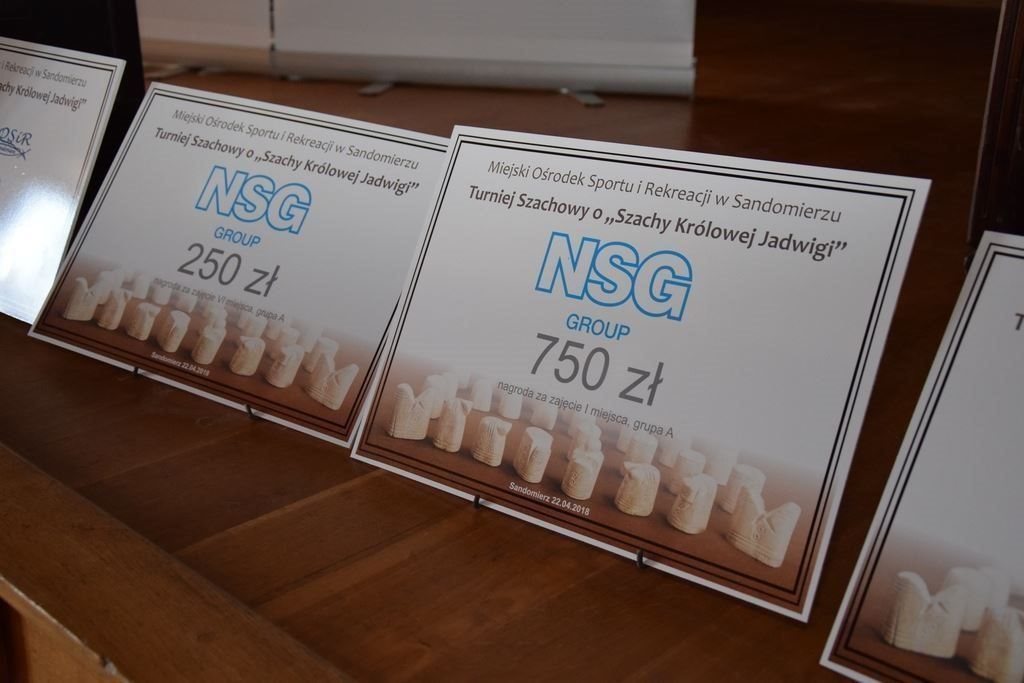 i Rekreacji w Sandomierzu
Szachy Królowej Jadwigi”
OSiR
Miejski Ośrodek Sportu i Rekreacji w Sandomierzu
Turniej Szachowy o „Szachy Królowej Jadwigi”
NSG
GROUP
250 zł
nagroda za zajęcie VI miejsca, grupa A
Sandomierz 22.04.2018
Miejski Ośrodek Sportu i Rekreacji w Sandomierzu
Turniej Szachowy o „Szachy Królowej Jadwigi”
NSG
GROUP
750 zł
nagroda za zajęcie I miejsca, grupa A
Sandomierz 22.04.2018
T